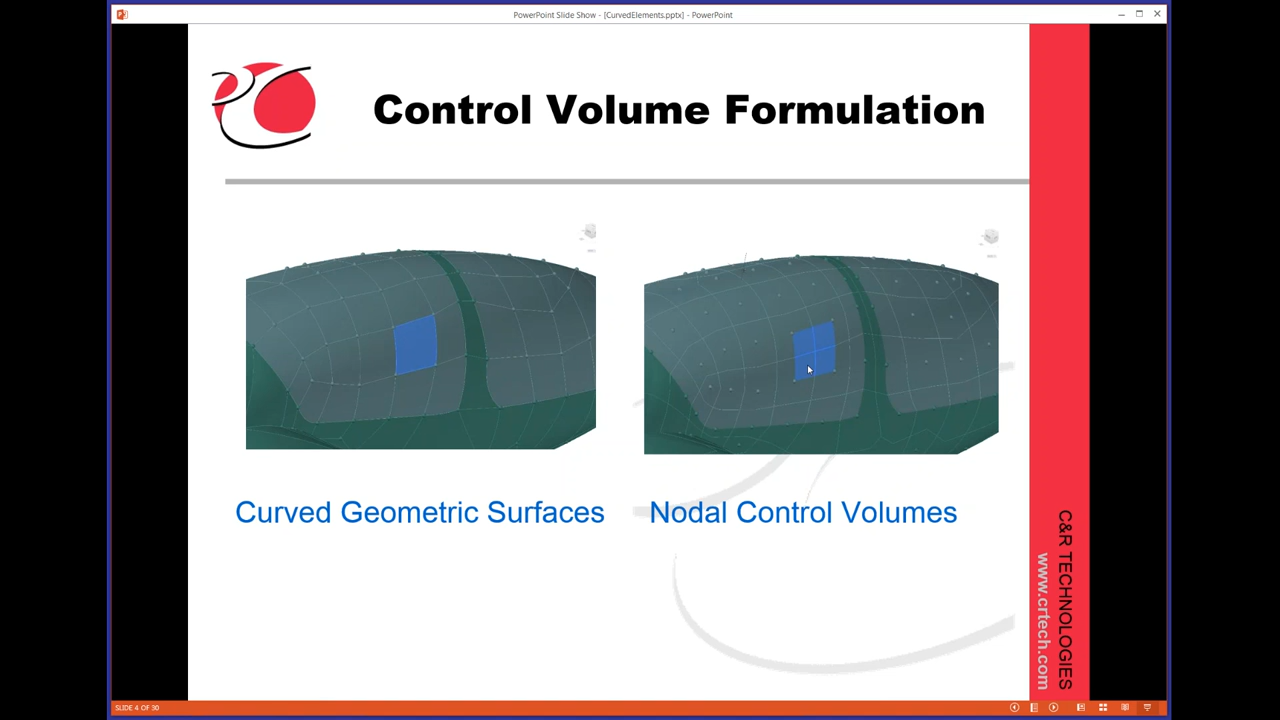 PowerPoint Slide Show - [CurvedElements.pptx] - PowerPoint
Control Volume Formulation
Curved Geometric Surfaces
Nodal Control Volumes
C&R TECHNOLOGIES
www.crtech.com
SLIDE 4 OF 30